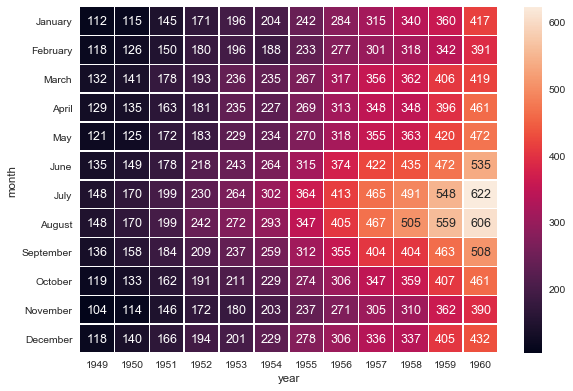 January 112 115 145 171 196 204 242 284 315 340 360 417
February 118 126 150 180 196 188 233 277 301 318 342 391
March 132 141 178 193 236 235 267 317 356 362 406 419
April 129 135 163 181 235 227 269 313 348 348 396 461
May 121 125 172 183 229 234 270 318 355 363 420 472
June 135 149 178 218 243 264 315 374 422 435 472 535
July 148 170 199 230 264 302 364 413 465 491 548 622
August 148 170 199 242 272 293 347 405 467 505 559 606
September 136 158 184 209 237 259 312 355 404 404 463 508
October 119 133 162 191 211 229 274 306 347 359 407 461
November 104 114 146 172 180 203 237 271 305 310 362 390
December 118 140 166 194 201 229 278 306 336 337 405 432
1949 1950 1951 1952 1953 1954 1955 1956 1957 1958 1959 1960
year
month
600
500
400
300
200